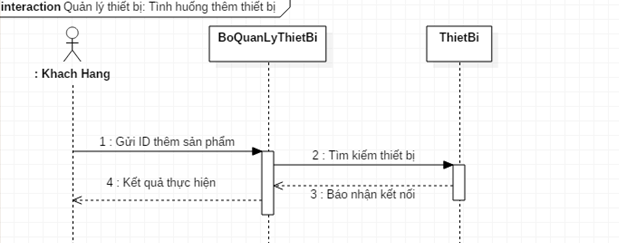 interaction Quản lý thiết bị: Tình huống thêm thiết bị
: Khach Hang
BoQuanLyThietBi
ThietBi
1 : Gửi ID thêm sản phẩm
2 : Tìm kiếm thiết bị
3 : Báo nhận kết nối
4 : Kết quả thực hiện